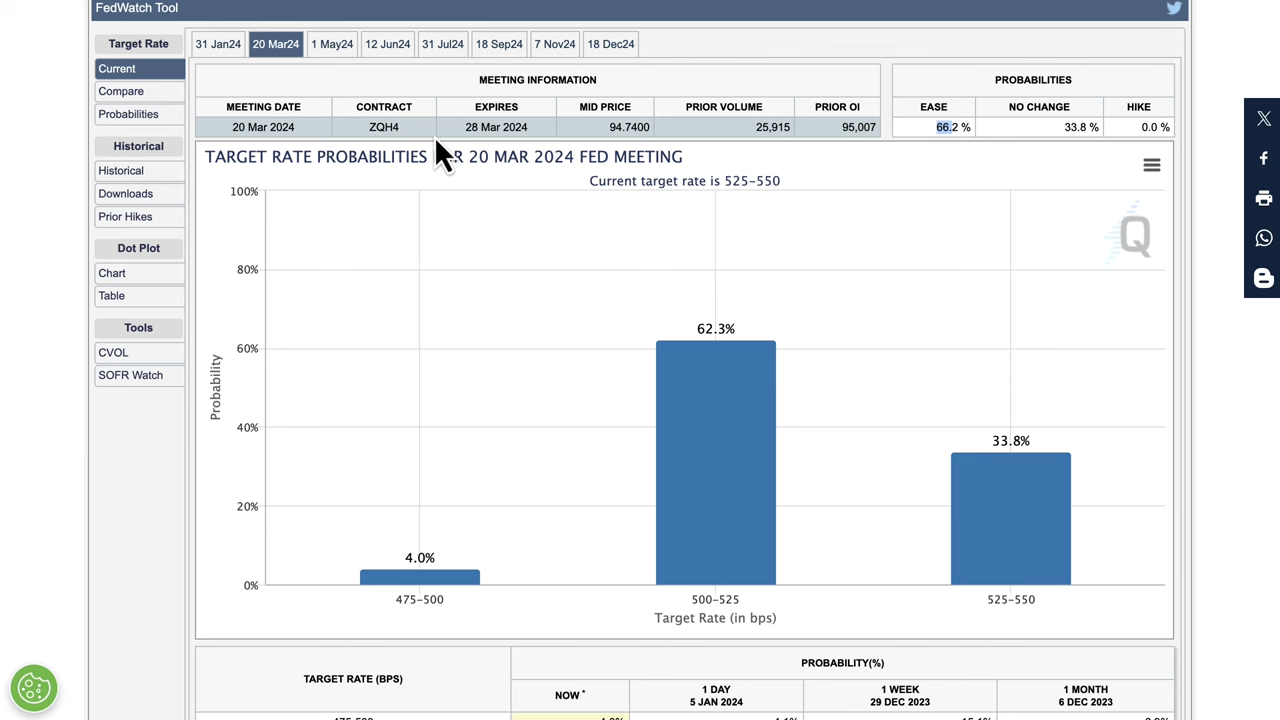 FedWatch Tool
Target Rate
Current
Compare
Probabilities
Historical
Historical
Downloads
Prior Hikes
Dot Plot
Chart
Table
Tools
CVOL
SOFR Watch
31 Jan24 20 Mar24 1 May24 12 Jun24 31 Jul24 18 Sep24 7 Nov24 18 Dec24
MEETING INFORMATION
MEETING DATE CONTRACT EXPIRES MID PRICE PRIOR VOLUME PRIOR OI
20 Mar 2024 ZQH4 28 Mar 2024 94.7400 25,915 95,007
PROBABILITIES
EASE NO CHANGE HIKE
66.2 % 33.8 % 0.0 %
TARGET RATE PROBABILITIES R 20 MAR 2024 FED MEETING
Current target rate is 525-550
100%
80%
60%
40%
20%
0%
Probability
4.0%
62.3%
33.8%
475-500 500-525 525-550
Target Rate (in bps)
Q
TARGET RATE (BPS)
PROBABILITY(%)
NOW *
1 DAY
5 JAN 2024
1 WEEK
29 DEC 2023
1 MONTH
6 DEC 2023